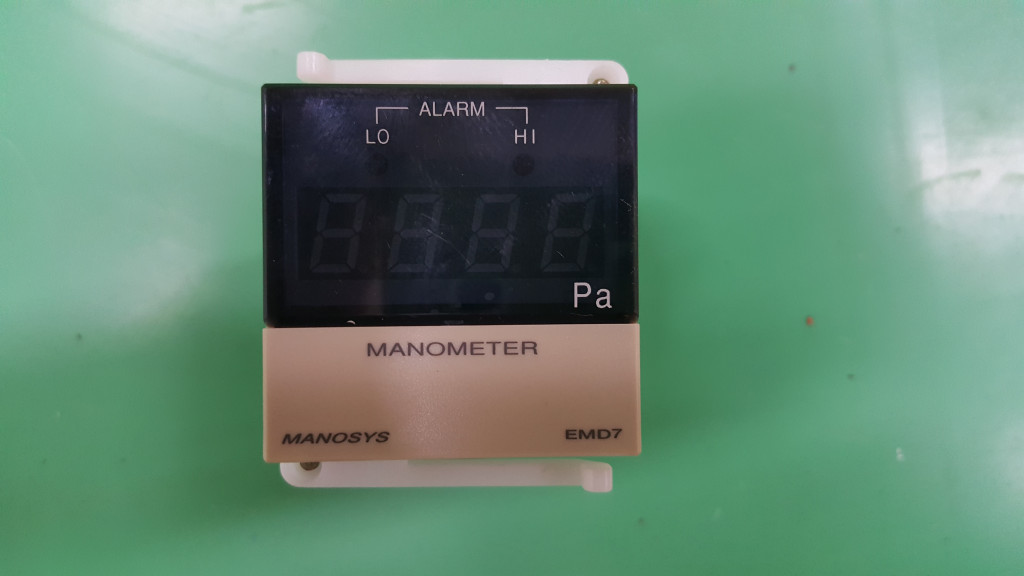 ALARM
LO HI
Pa
MANOMETER
MANOSYS EMD7